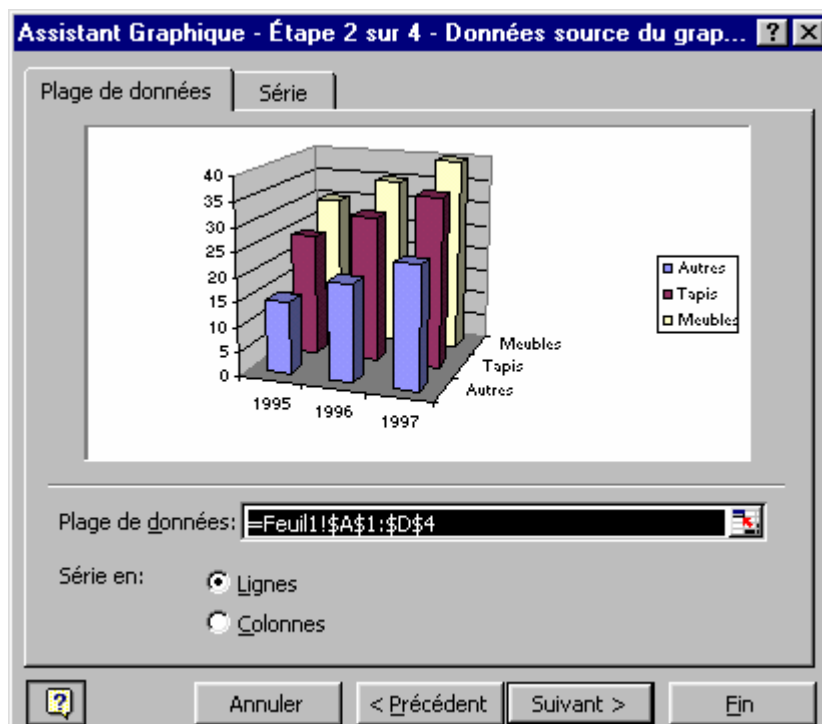 Assistant Graphique - Étape 2 sur 4 - Données source du grap...
Plage de données
Série
40
35
30
25
20
15
10
5
0
1995
1996
1997
Meubles
Tapis
Autres
Autres
Tapis
Meubles
Plage de données: =Feuil1!$A$1:$D$4
Série en:
Lignes
Colonnes
? Annuler < Précédent Suivant > Fin